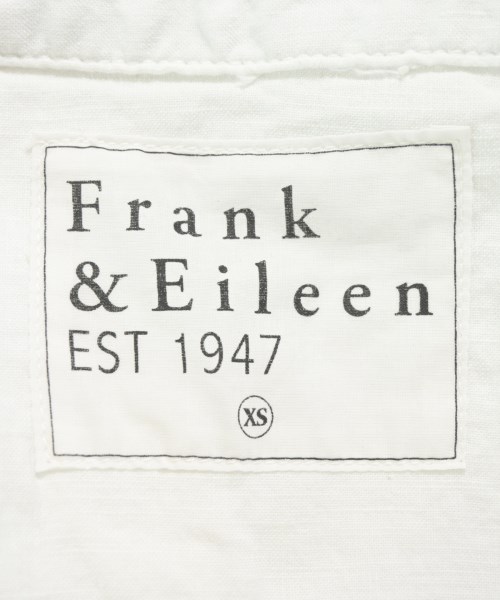 Frank
& Eileen
EST 1947
XS